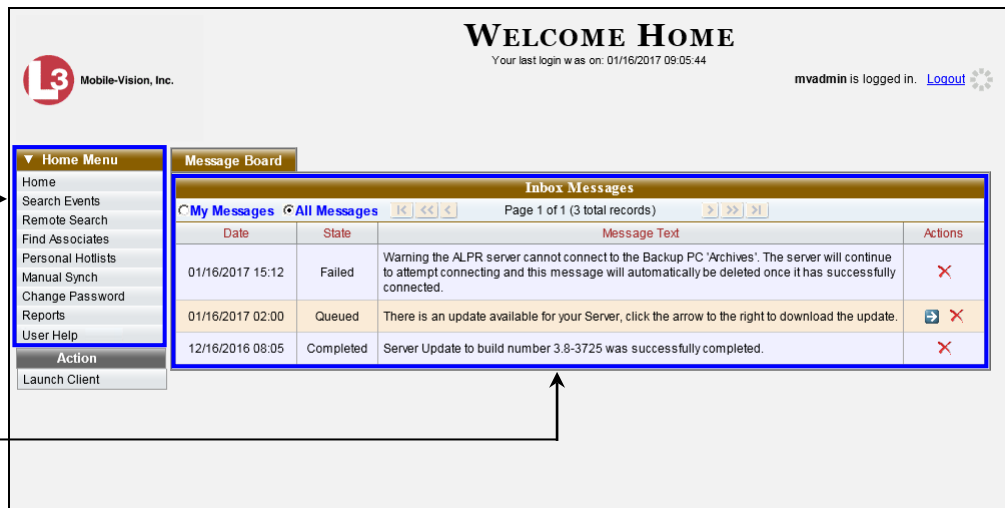 WELCOME HOME
Your last login was on: 01/16/2017 09:05:44
L3 Mobile-Vision, Inc.
mvadmin is logged in. Logout
▼ Home Menu
Home
Search Events
Remote Search
Find Associates
Personal Hotlists
Manual Synch
Change Password
Reports
User Help
Action
Launch Client
Message Board
Inbox Messages
My Messages All Messages |< << < Page 1 of 1 (3 total records) > >> >|
Date State Message Text Actions
01/16/2017 15:12 Failed Warning the ALPR server cannot connect to the Backup PC 'Archives'. The server will continue
to attempt connecting and this message will automatically be deleted once it has successfully
connected.
01/16/2017 02:00 Queued There is an update available for your Server, click the arrow to the right to download the update.
12/16/2016 08:05 Completed Server Update to build number 3.8-3725 was successfully completed.